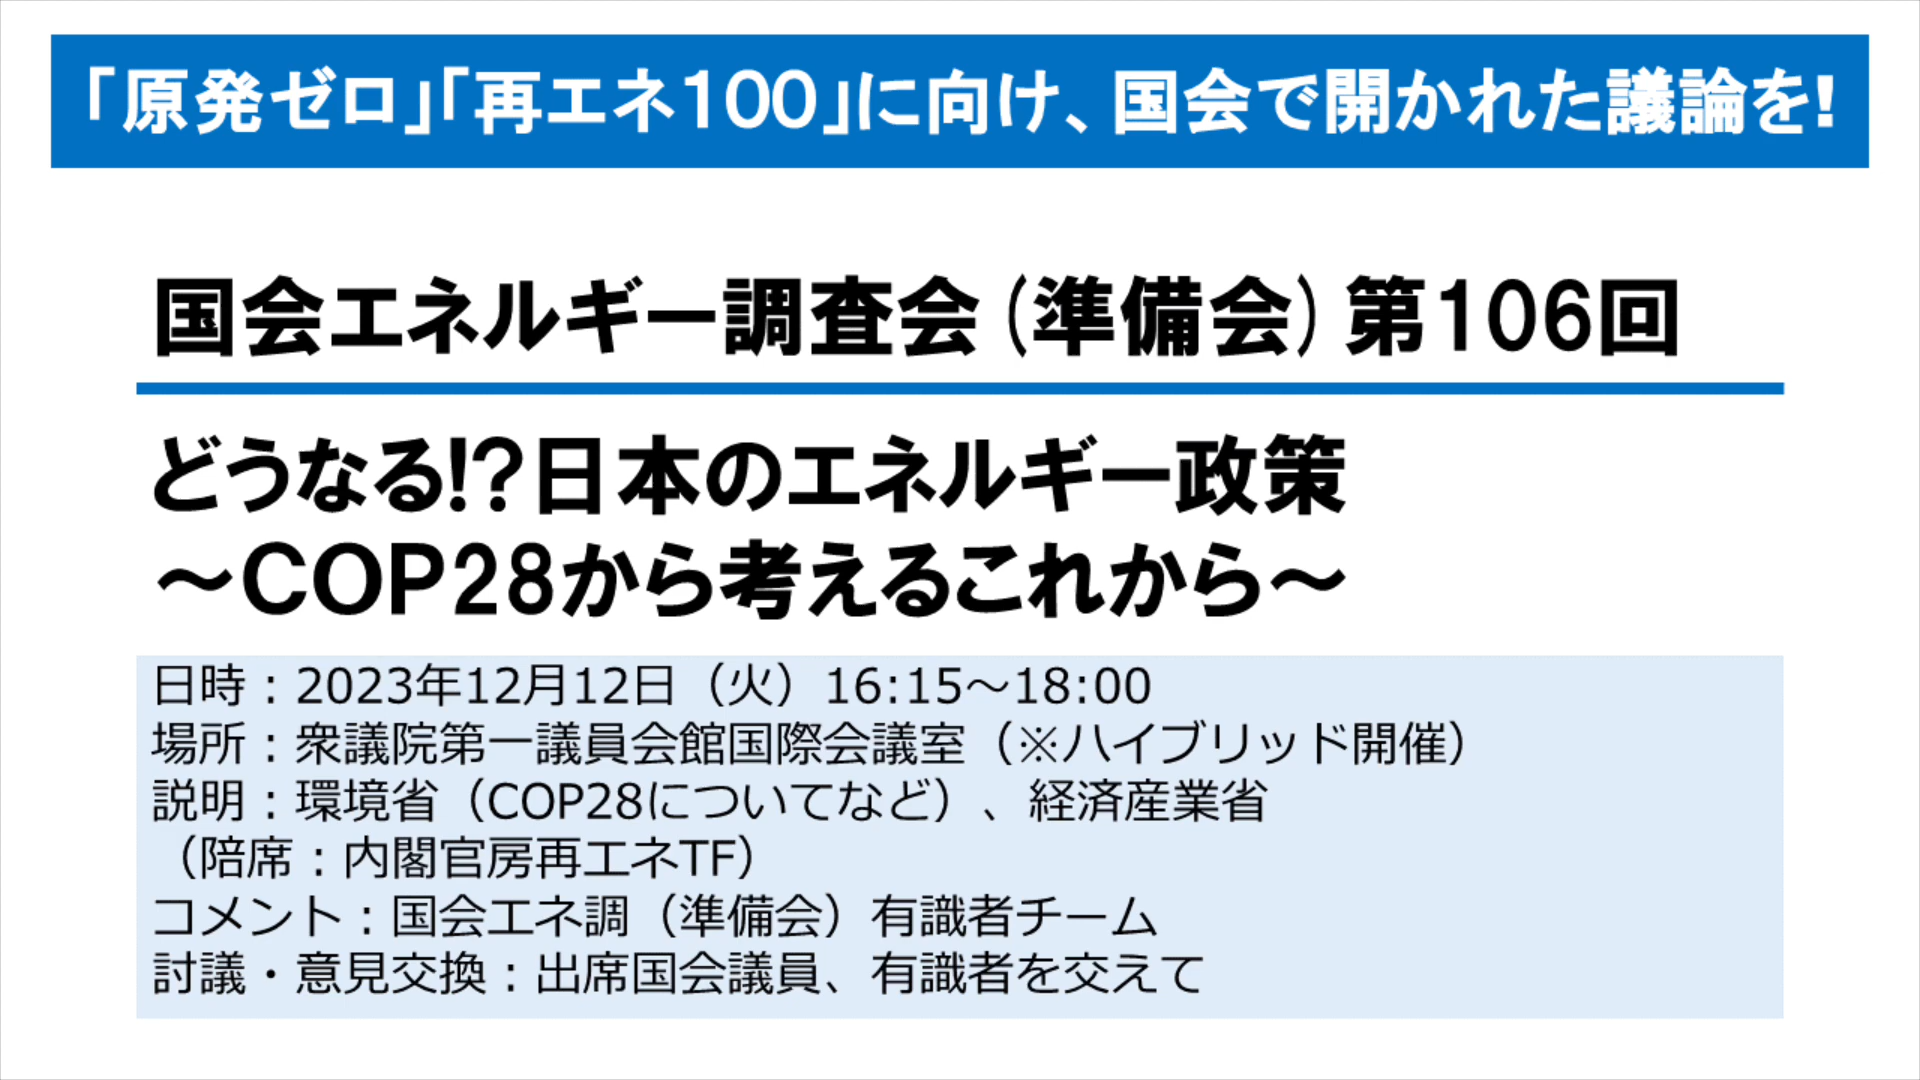 「原発ゼロ」「再エネ100」に向け、国会で開かれた議論を!
国会エネルギー調査会(準備会)第106回
どうなる!?日本のエネルギー政策
～COP28から考えるこれから～
日時：2023年12月12日（火）16:15～18:00
場所：衆議院第一議員会館国際会議室（※ハイブリッド開催）
説明：環境省（COP28についてなど）、経済産業省
（陪席：内閣官房再エネTF）
コメント：国会エネ調（準備会）有識者チーム
討議・意見交換：出席国会議員、有識者を交えて